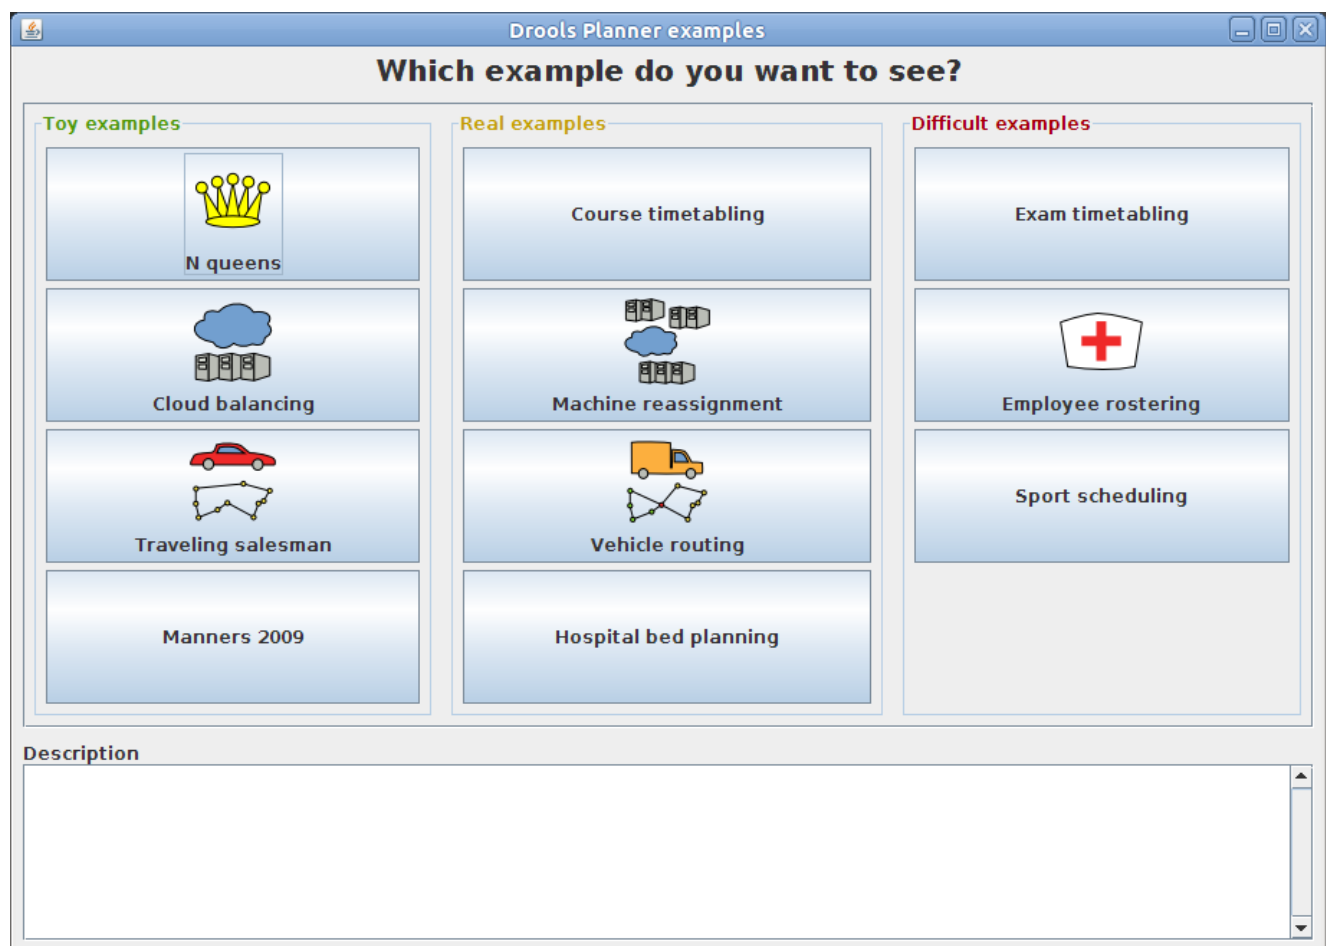 Drools Planner examples
Which example do you want to see?
Toy examples
N queens
Cloud balancing
Traveling salesman
Manners 2009
Real examples
Course timetabling
Machine reassignment
Vehicle routing
Hospital bed planning
Difficult examples
Exam timetabling
Employee rostering
Sport scheduling
Description